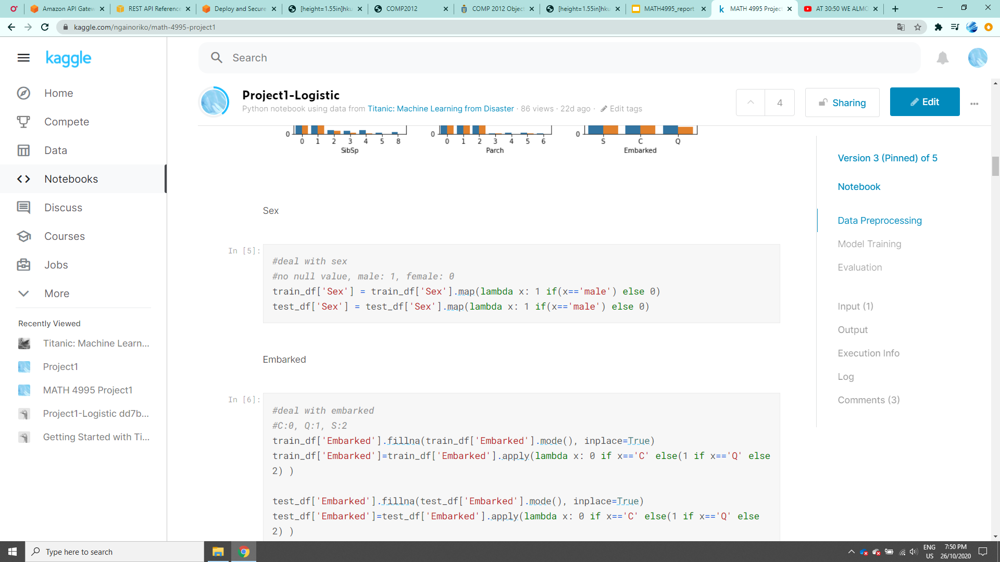 Amazon API Gatew
REST API Reference
Deploy and Secure
[height=1.55in]hku
COMP2012
COMP 2012 Object
[height=1.55in]hku
MATH4995_report
MATH 4995 Projec
AT 30:50 WE ALMO
kaggle.com/ngainoriko/math-4995-project1
kaggle
Search
Home
Compete
Data
Notebooks
Discuss
Courses
Jobs
More
Recently Viewed
Titanic: Machine Learn...
Project1
MATH 4995 Project1
Project1-Logistic dd7b...
Getting Started with Ti...
Project1-Logistic
Python notebook using data from Titanic: Machine Learning from Disaster · 86 views · 22d ago · Edit tags
4
Sharing
Edit
0 0 1 2 3 4 5 8
SibSp
0 0 1 2 3 4 5 6
Parch
0 S C Q
Embarked
Sex
In [5]:
#deal with sex
#no null value, male: 1, female: 0
train_df['Sex'] = train_df['Sex'].map(lambda x: 1 if(x=='male') else 0)
test_df['Sex'] = test_df['Sex'].map(lambda x: 1 if(x=='male') else 0)
Embarked
In [6]:
#deal with embarked
#C:0, Q:1, S:2
train_df['Embarked'].fillna(train_df['Embarked'].mode(), inplace=True)
train_df['Embarked']=train_df['Embarked'].apply(lambda x: 0 if x=='C' else(1 if x=='Q' else
2) )
test_df['Embarked'].fillna(test_df['Embarked'].mode(), inplace=True)
test_df['Embarked']=test_df['Embarked'].apply(lambda x: 0 if x=='C' else(1 if x=='Q' else
2) )
Version 3 (Pinned) of 5
Notebook
Data Preprocessing
Model Training
Evaluation
Input (1)
Output
Execution Info
Log
Comments (3)
Type here to search
ENG
US
7:50 PM
26/10/2020